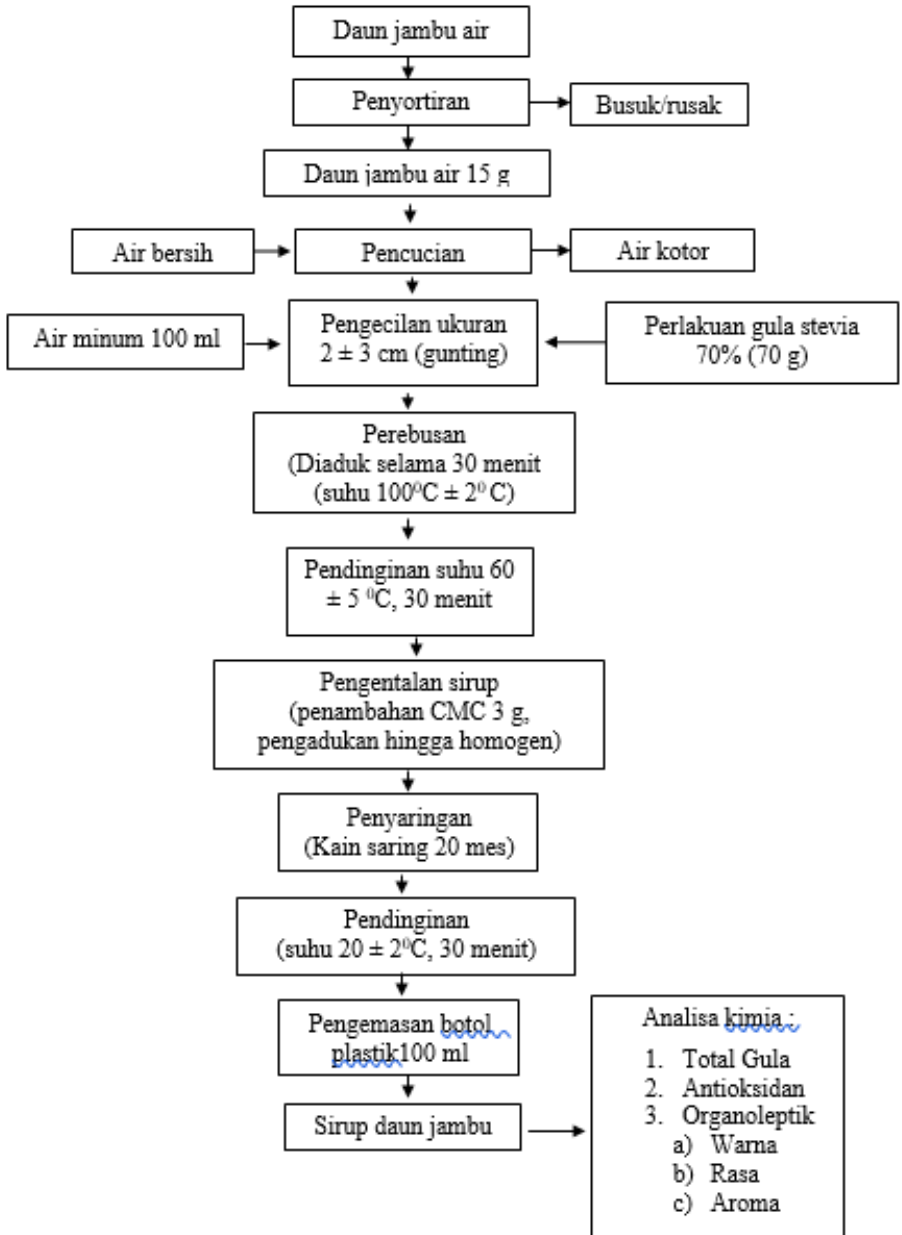 Daun jambu air
Penyortiran
Busuk/rusak
Daun jambu air 15 g
Air bersih
Pencucian
Air kotor
Air minum 100 ml
Pengecilan ukuran
2 ± 3 cm (gunting)
Perlakuan gula stevia
70% (70 g)
Perebusan
(Diaduk selama 30 menit
(suhu 100⁰C ± 2⁰ C)
Pendinginan suhu 60
± 5 ⁰C, 30 menit
Pengentalan sirup
(penambahan CMC 3 g,
pengadukan hingga homogen)
Penyaringan
(Kain saring 20 mes)
Pendinginan
(suhu 20 ± 2⁰C, 30 menit)
Pengemasan botol
plastik100 ml
Sirup daun jambu
Analisa kimia :
1. Total Gula
2. Antioksidan
3. Organoleptik
a) Warna
b) Rasa
c) Aroma